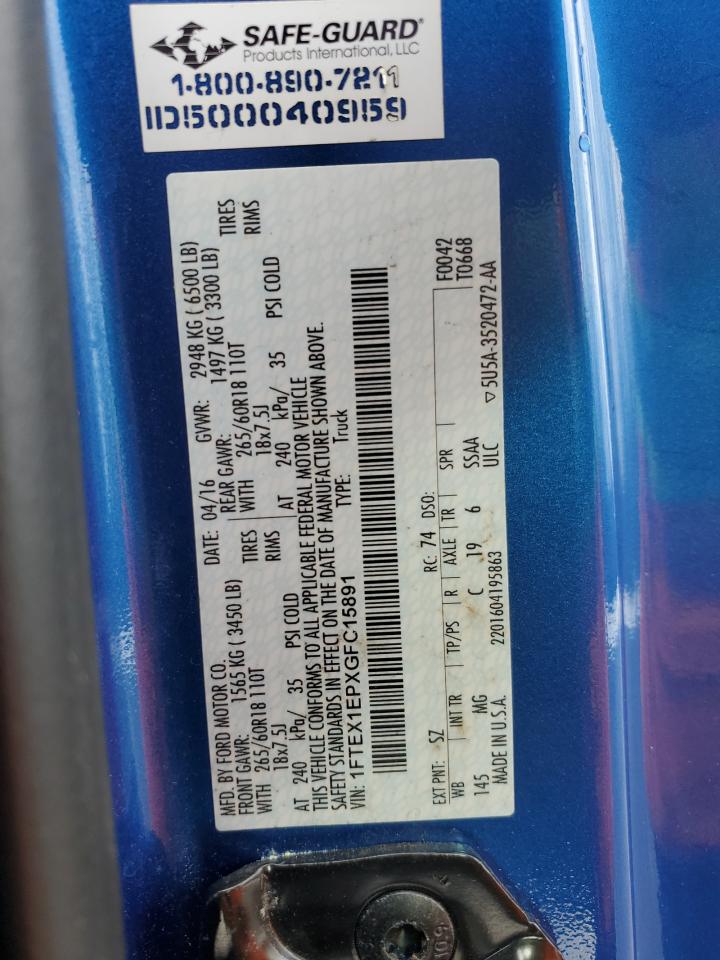 SAFE-GUARD®
Products International, LLC
1-800-890-7211
ID5000040959
MFD. BY FORD MOTOR CO.
DATE: 04/16 GVWR: 2948 KG ( 6500 LB)
FRONT GAWR: 1565 KG ( 3450 LB) REAR GAWR: 1497 KG ( 3300 LB)
WITH 265/60R18 110T TIRES WITH 265/60R18 110T TIRES
18x7.5J RIMS 18x7.5J RIMS
AT 240 kPa/ 35 PSI COLD AT 240 kPa/ 35 PSI COLD
THIS VEHICLE CONFORMS TO ALL APPLICABLE FEDERAL MOTOR VEHICLE
SAFETY STANDARDS IN EFFECT ON THE DATE OF MANUFACTURE SHOWN ABOVE.
VIN: 1FTEX1EPXGFC15891 TYPE: Truck
F0042
T0668
EXT PNT: SZ RC: 74 DSO:
WB INT TR TP/PS R AXLE TR SPR
145 MG C 19 6 SSAA
ULC
▽5U5A-3520472-AA
MADE IN U.S.A. 2201604195863